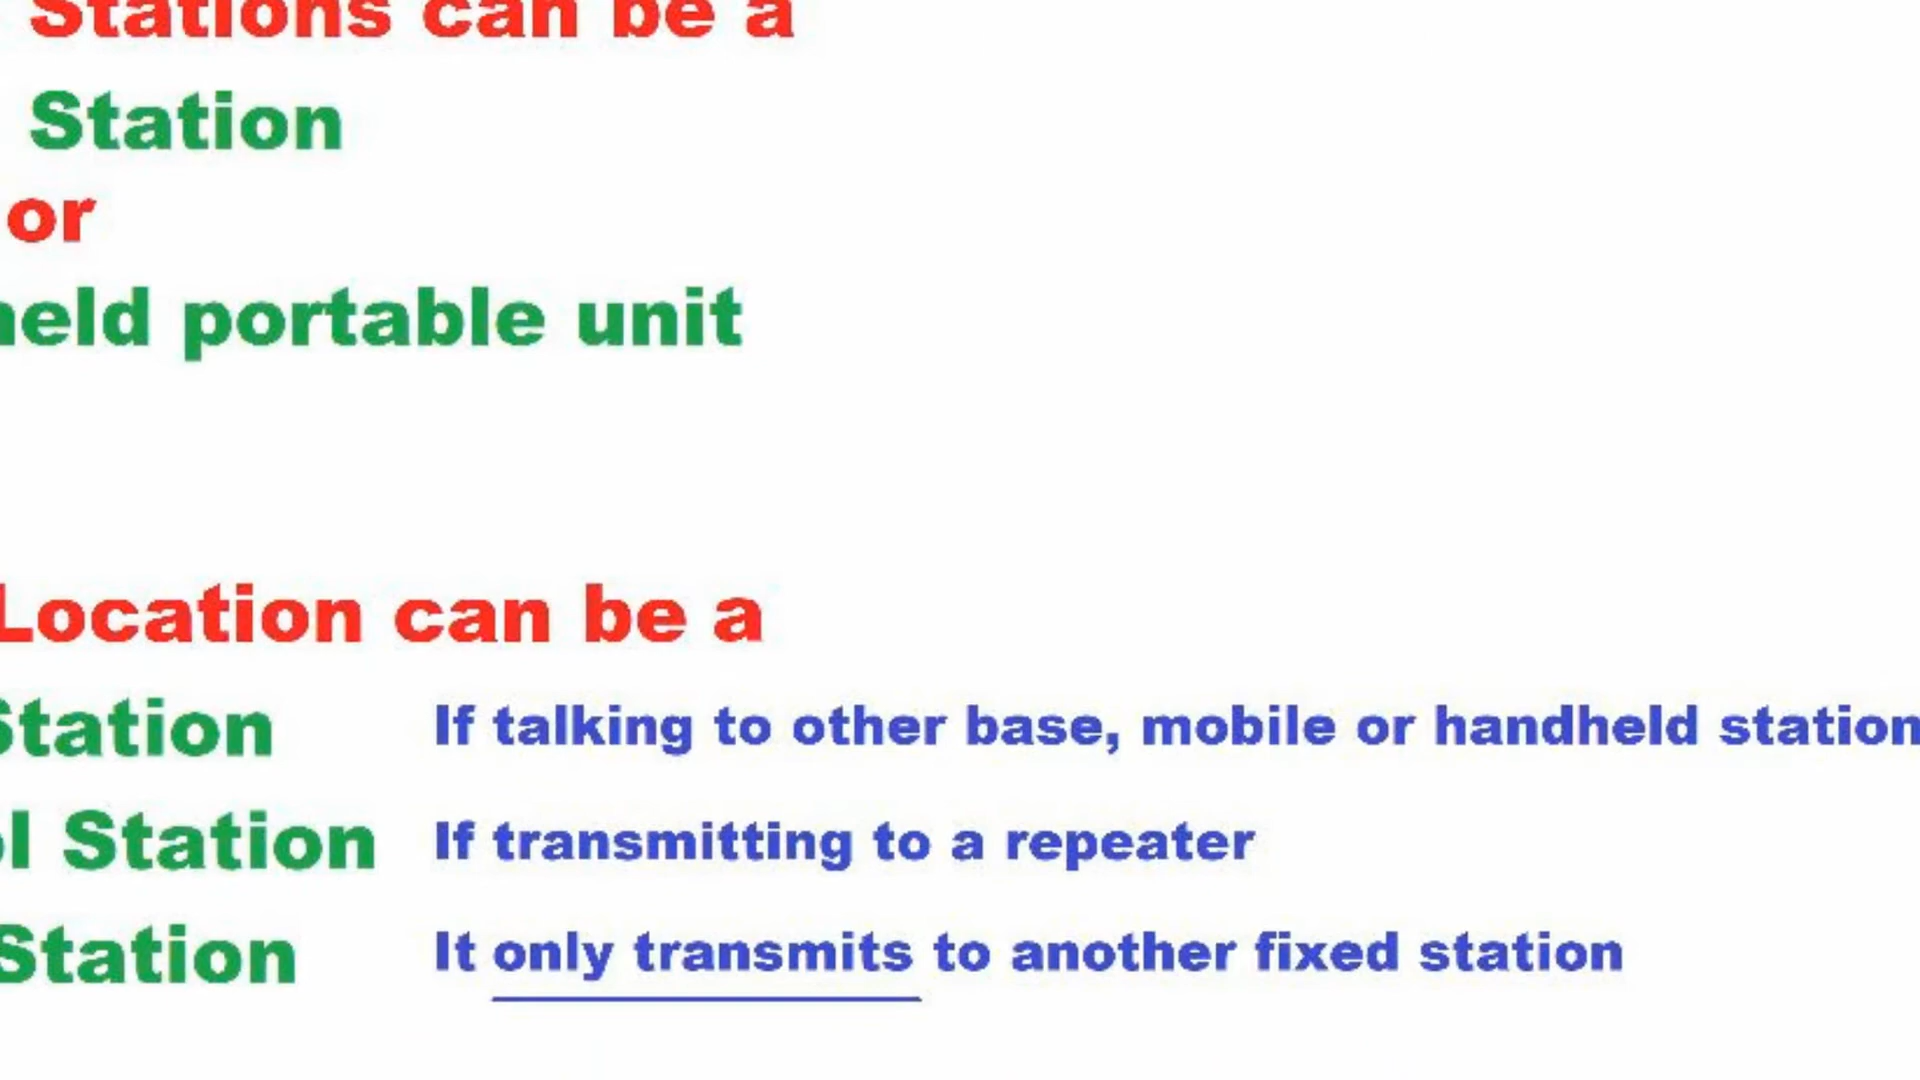 Stations can be a
Station
or
held portable unit
Location can be a
Station If talking to other base, mobile or handheld station
Station If transmitting to a repeater
Station It only transmits to another fixed station